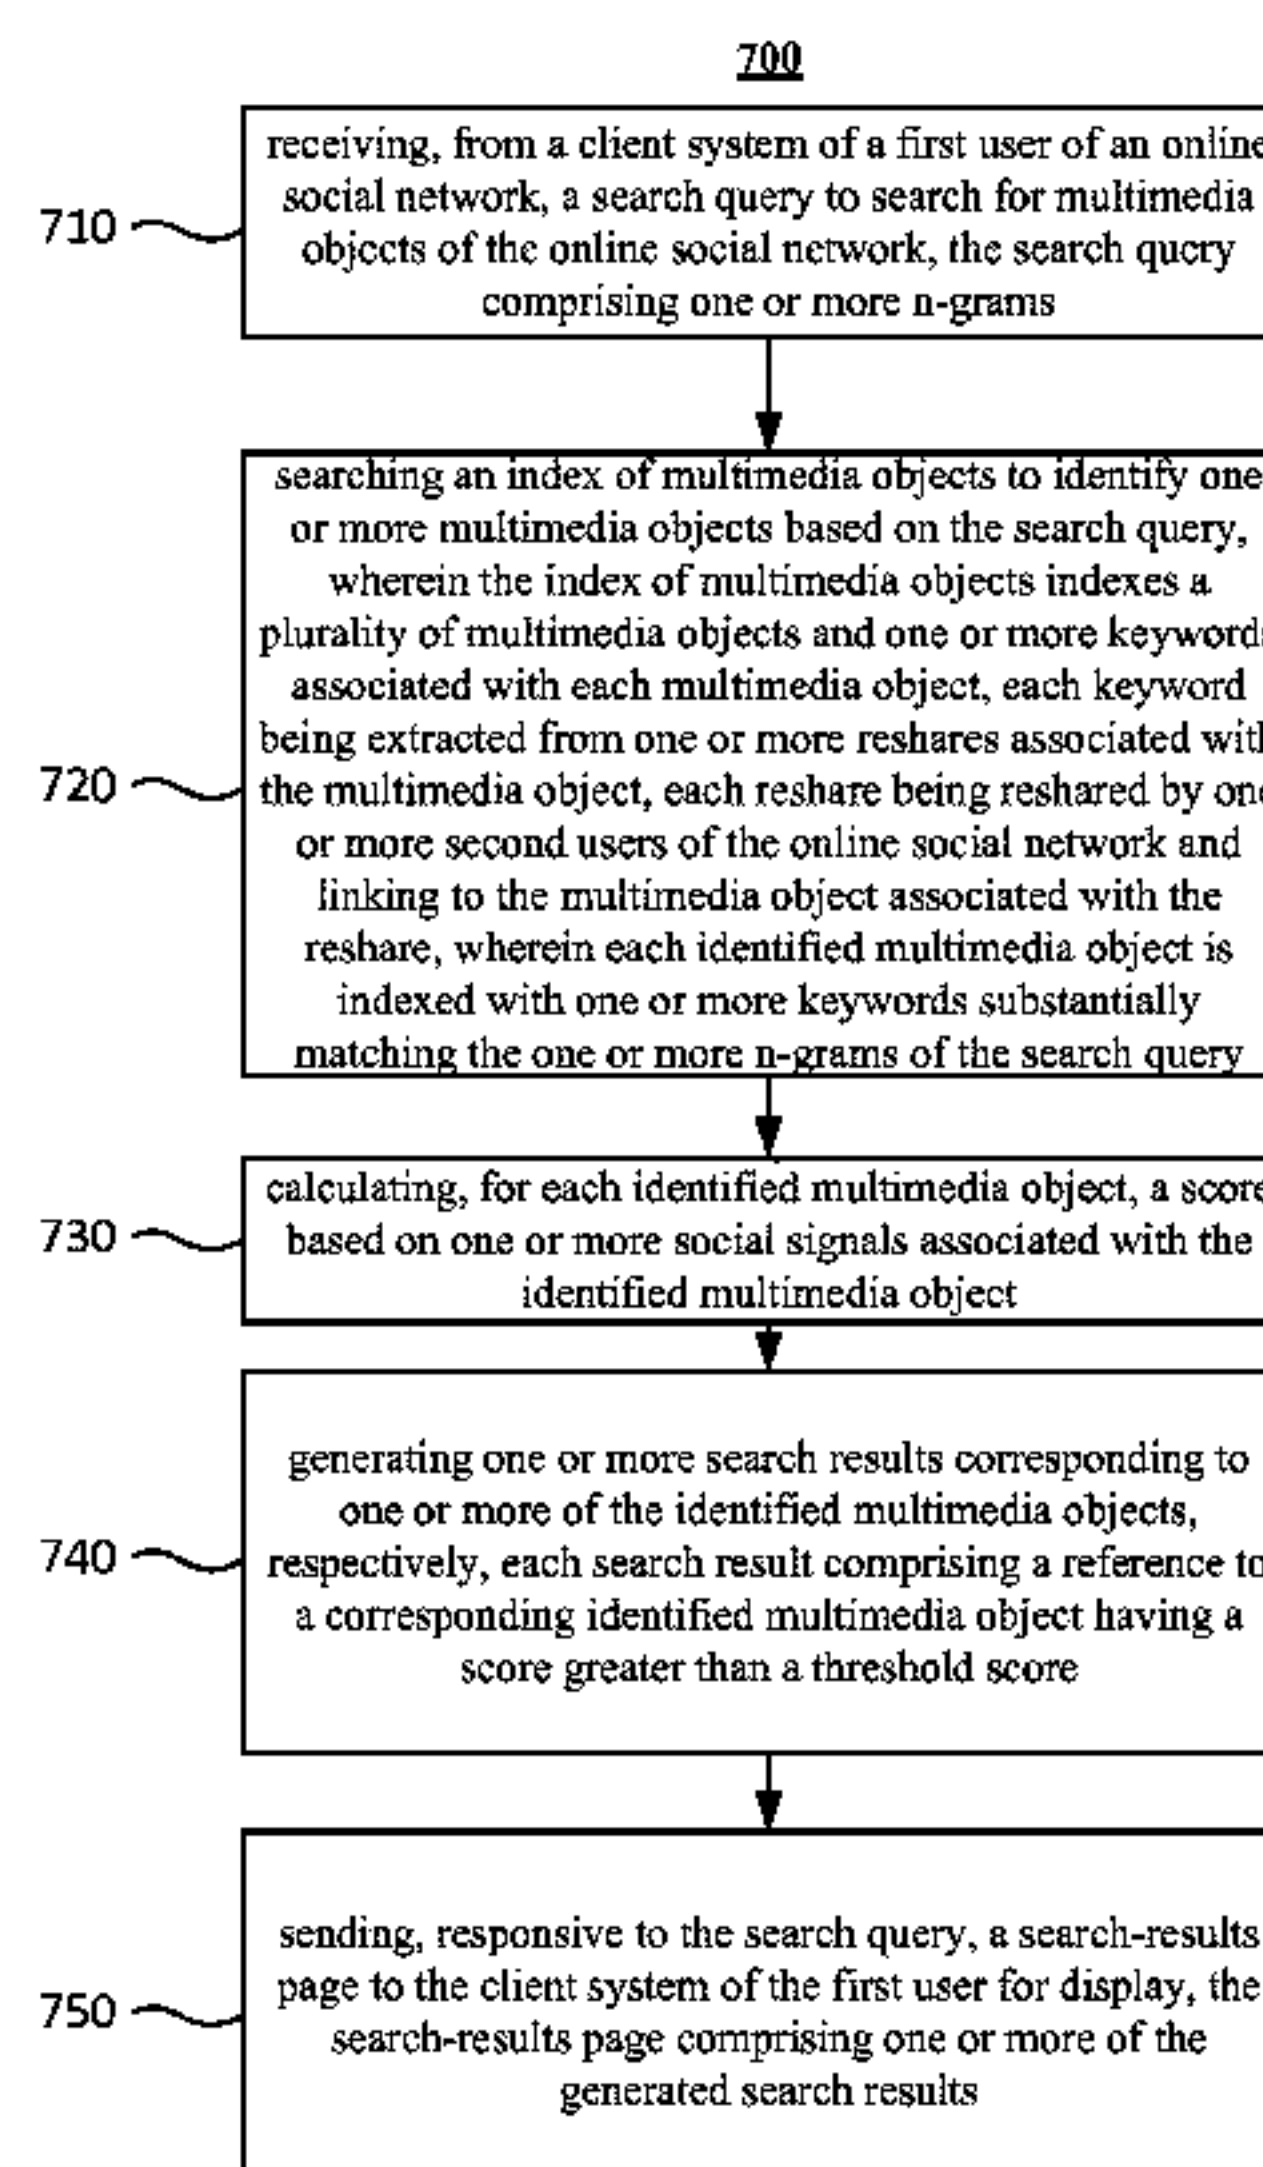 700
710
receiving, from a client system of a first user of an online
social network, a search query to search for multimedia
objects of the online social network, the search query
comprising one or more n-grams
720
searching an index of multimedia objects to identify one
or more multimedia objects based on the search query,
wherein the index of multimedia objects indexes a
plurality of multimedia objects and one or more keywords
associated with each multimedia object, each keyword
being extracted from one or more reshares associated with
the multimedia object, each reshare being reshared by one
or more second users of the online social network and
linking to the multimedia object associated with the
reshare, wherein each identified multimedia object is
indexed with one or more keywords substantially
matching the one or more n-grams of the search query
730
calculating, for each identified multimedia object, a score
based on one or more social signals associated with the
identified multimedia object
740
generating one or more search results corresponding to
one or more of the identified multimedia objects,
respectively, each search result comprising a reference to
a corresponding identified multimedia object having a
score greater than a threshold score
750
sending, responsive to the search query, a search-results
page to the client system of the first user for display, the
search-results page comprising one or more of the
generated search results